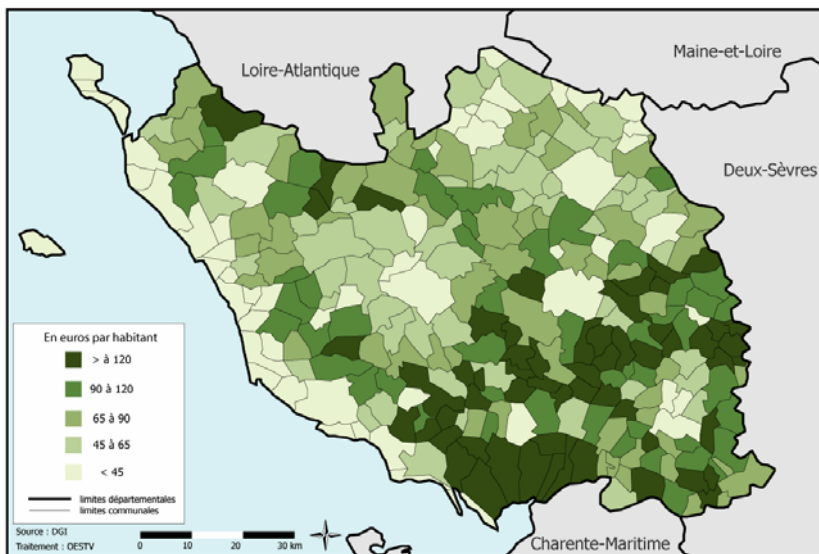 Loire-Atlantique
Maine-et-Loire
Deux-Sèvres
En euros par habitant
> à 120
90 à 120
65 à 90
45 à 65
< 45
limites départementales
limites communales
Source : DGI
Traitement : OESTV
0 10 20 30 km
Charente-Maritime